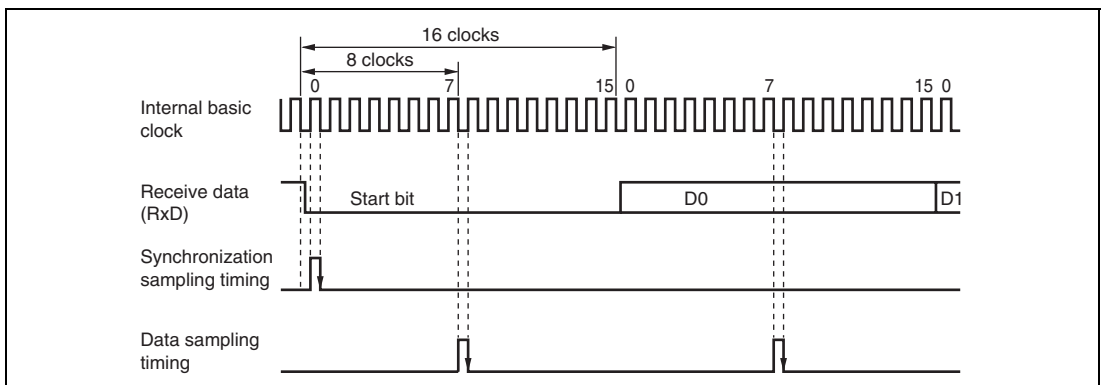 16 clocks
8 clocks
0 7 15 0 7 15 0
Internal basic
clock
Receive data
(RxD)
Start bit D0 D1
Synchronization
sampling timing
Data sampling
timing